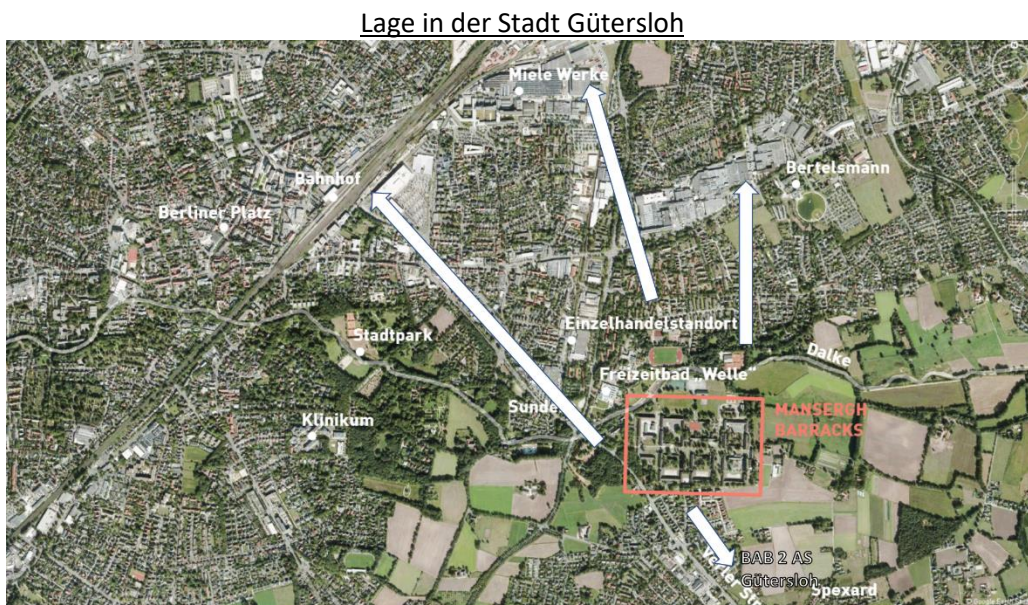 Lage in der Stadt Gütersloh
Miele Werke
Bahnhof
Bertelsmann
Berliner Platz
Einzelhandelstandort
Stadtpark
Dalke
Freizeitbad „Welle"
Sunde
MANSERGH
BARRACKS
Klinikum
BAB 2 AS
Gütersloh
Spexard